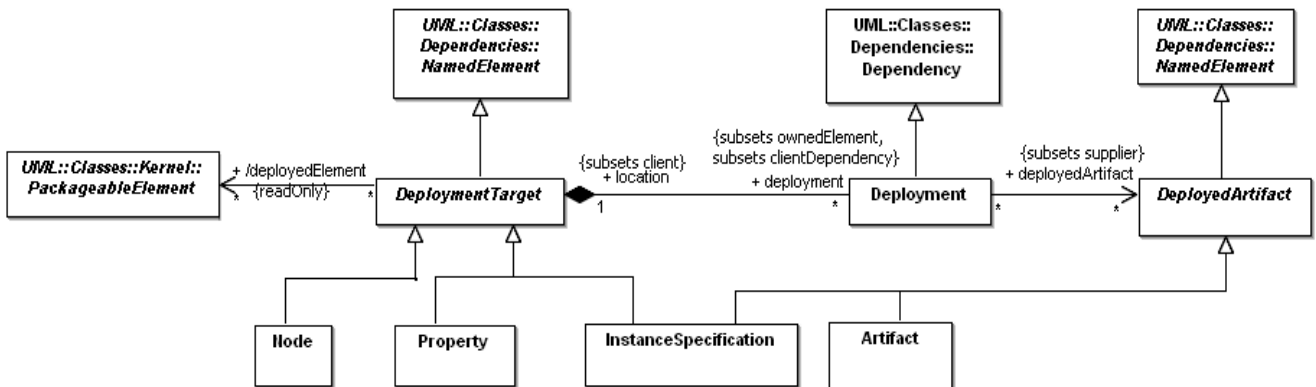 UML::Classes::
Dependencies::
NamedElement
UML::Classes::
Dependencies::
Dependency
UML::Classes::
Dependencies::
NamedElement
UML::Classes::Kernel::
PackageableElement
+ /deployedElement
{readOnly}
*
*
DeploymentTarget
{subsets client}
+ location
1
{subsets ownedElement,
subsets clientDependency}
+ deployment
*
Deployment
{subsets supplier}
+ deployedArtifact
*
*
DeployedArtifact
Node
Property
InstanceSpecification
Artifact